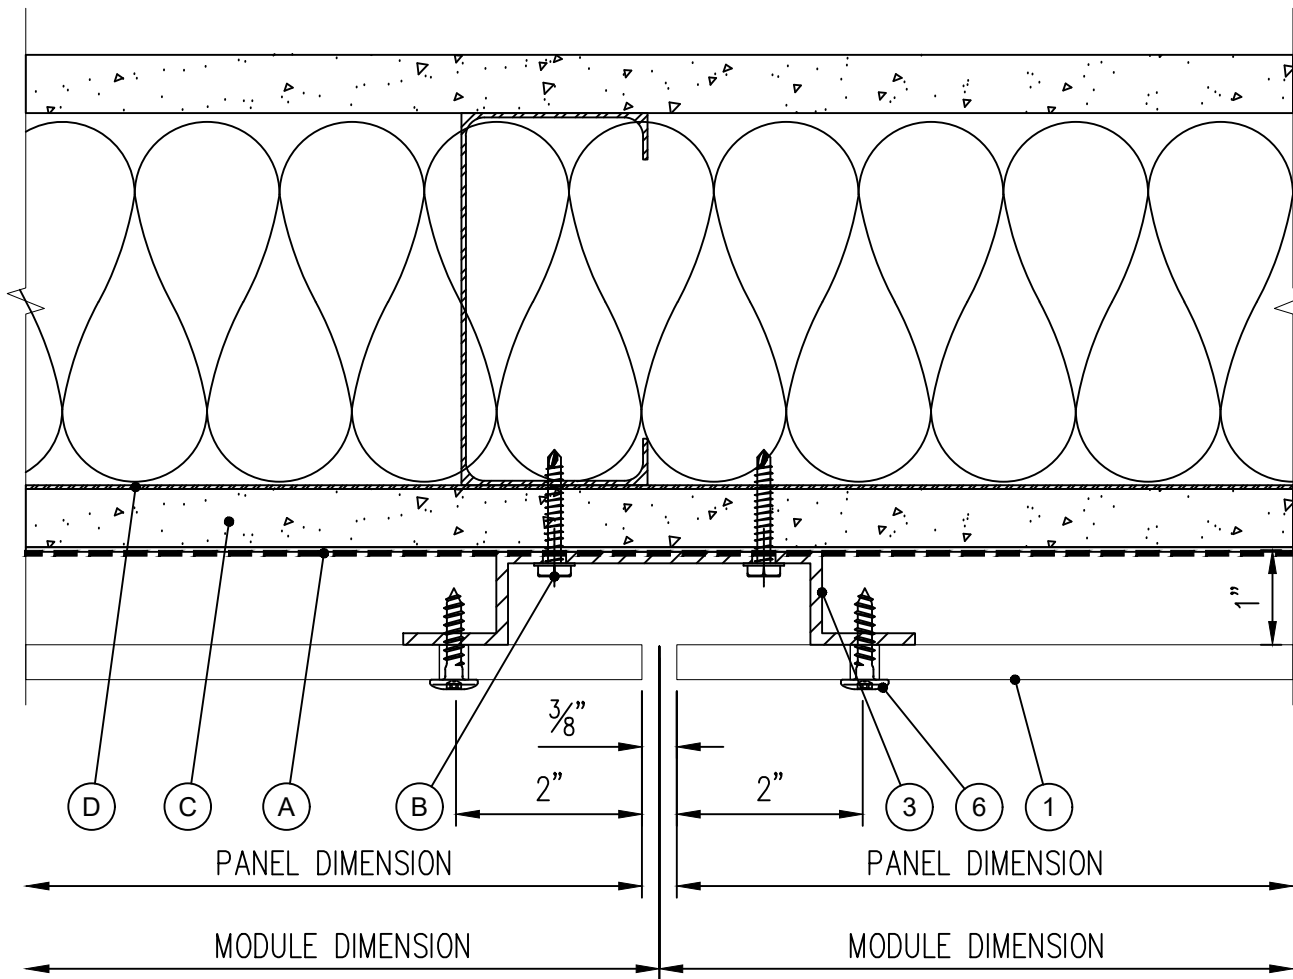 1"
3/8"
2" 2"
D C A B 3 6 1
PANEL DIMENSION PANEL DIMENSION
MODULE DIMENSION MODULE DIMENSION